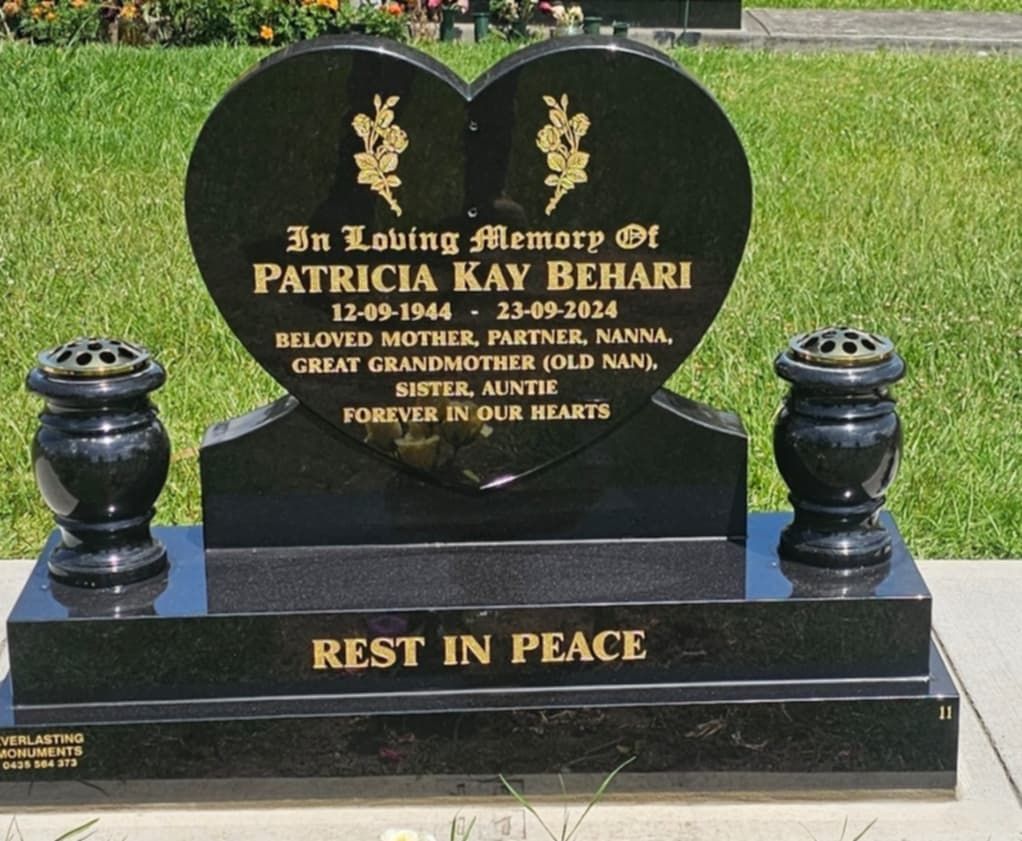 In Loving Memory Of
PATRICIA KAY BEHARI
12-09-1944 - 23-09-2024
BELOVED MOTHER, PARTNER, NANNA,
GREAT GRANDMOTHER (OLD NAN),
SISTER, AUNTIE
FOREVER IN OUR HEARTS
REST IN PEACE
11
VERLASTING
MONUMENTS
0435 564 373